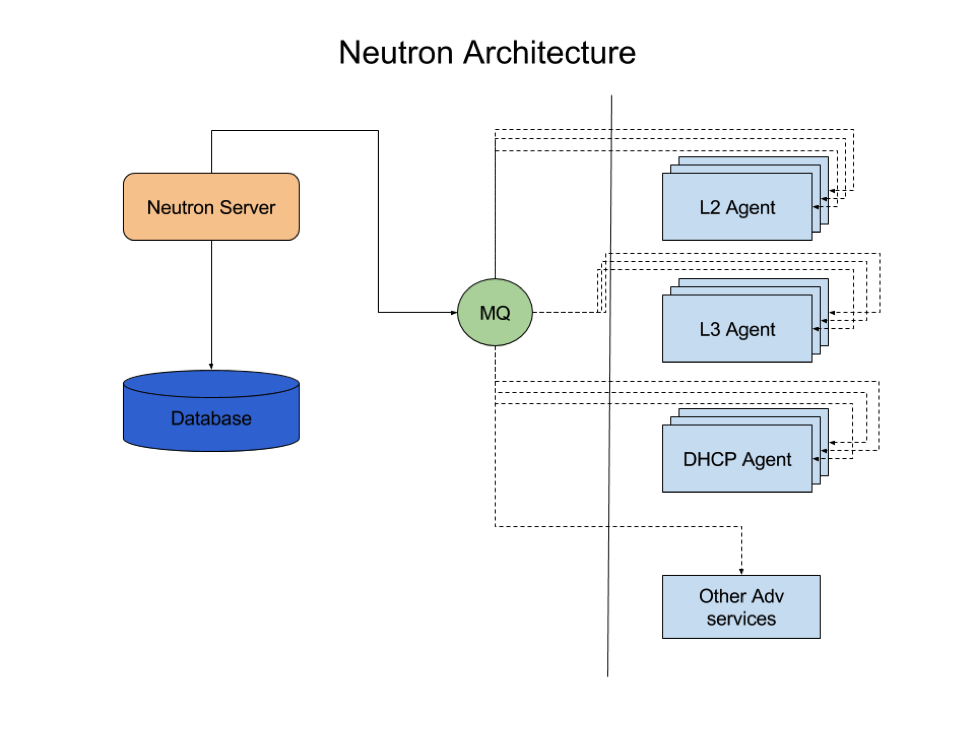 Neutron Architecture
Neutron Server
L2 Agent
MQ
L3 Agent
Database
DHCP Agent
Other Adv
services